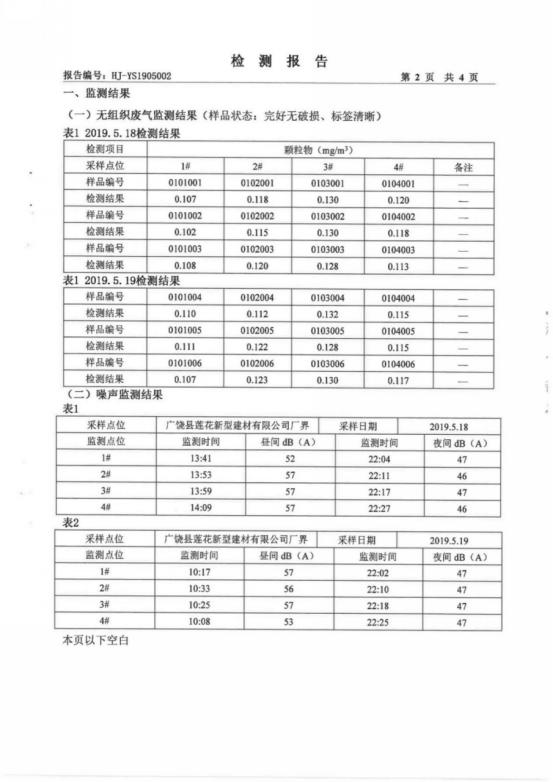 检 测 报 告
报告编号：HJ-YS1905002 第 2 页 共 4 页
一、监测结果
（一）无组织废气监测结果（样品状态：完好无破损、标签清晰）
表1 2019.5.18检测结果
检测项目 颗粒物（mg/m³）
采样点位 1# 2# 3# 4# 备注
样品编号 0101001 0102001 0103001 0104001 —
检测结果 0.107 0.118 0.130 0.120 —
样品编号 0101002 0102002 0103002 0104002 —
检测结果 0.102 0.115 0.130 0.118 —
样品编号 0101003 0102003 0103003 0104003 —
检测结果 0.108 0.120 0.128 0.113 —
表1 2019.5.19检测结果
样品编号 0101004 0102004 0103004 0104004 —
检测结果 0.110 0.112 0.132 0.115 —
样品编号 0101005 0102005 0103005 0104005 —
检测结果 0.111 0.122 0.128 0.115 —
样品编号 0101006 0102006 0103006 0104006 —
检测结果 0.107 0.123 0.130 0.117 —
（二）噪声监测结果
表1
采样点位 广饶县莲花新型建材有限公司厂界 采样日期 2019.5.18
监测点位 监测时间 昼间 dB（A） 监测时间 夜间 dB（A）
1# 13:41 52 22:04 47
2# 13:53 57 22:11 46
3# 13:59 57 22:17 47
4# 14:09 57 22:27 46
表2
采样点位 广饶县莲花新型建材有限公司厂界 采样日期 2019.5.19
监测点位 监测时间 昼间 dB（A） 监测时间 夜间 dB（A）
1# 10:17 57 22:02 47
2# 10:33 56 22:10 47
3# 10:25 57 22:18 47
4# 10:08 53 22:25 47
本页以下空白